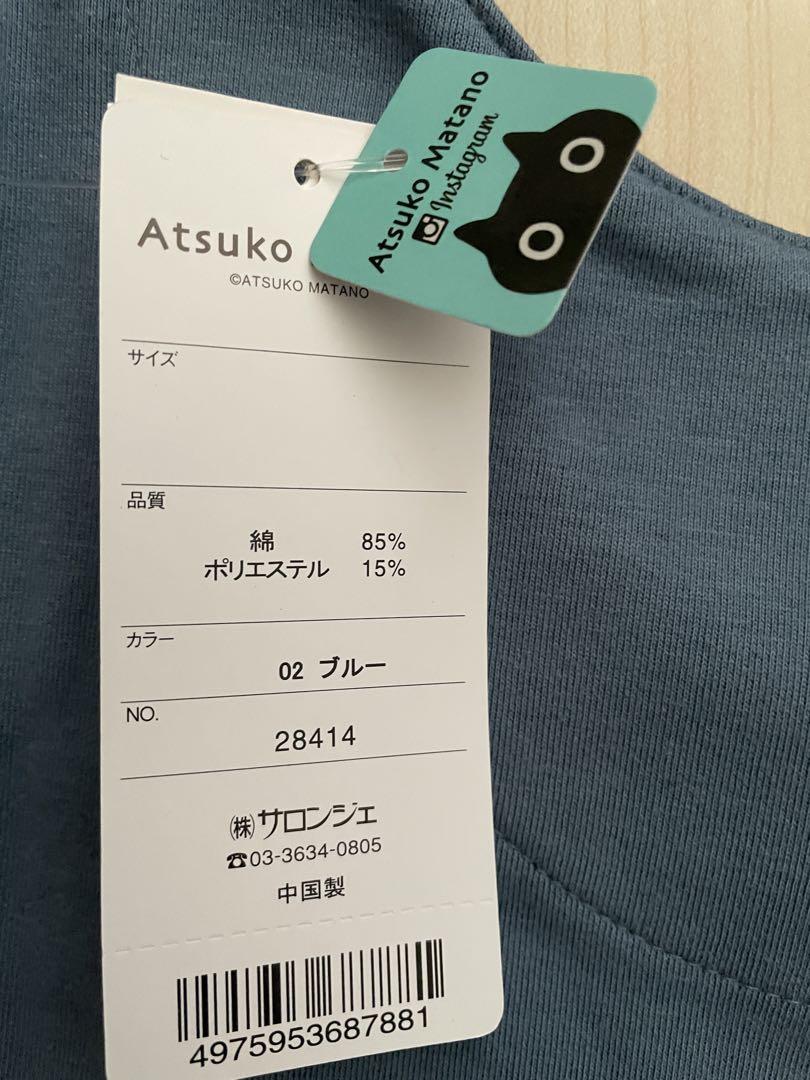 Atsuko Matano
Instagram
Atsuko
©ATSUKO MATANO
サイズ
品質
綿 85%
ポリエステル 15%
カラー
02 ブルー
NO.
28414
㈱サロンジェ
☎03-3634-0805
中国製
4975953687881